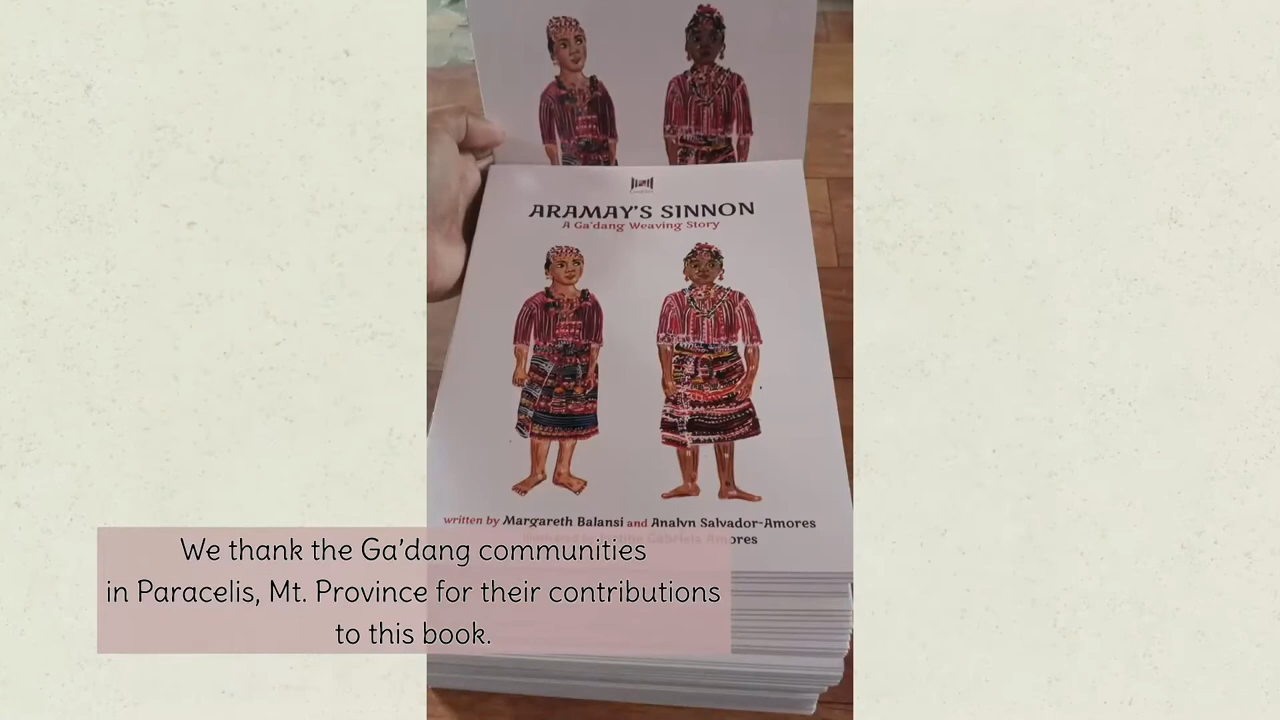 ARAMAY'S SINNON
A Ga'dang Weaving Story
written by Margareth Balansi and Analyn Salvador-Amores
Gabriela Amores
We thank the Ga'dang communities
in Paracelis, Mt. Province for their contributions
to this book.